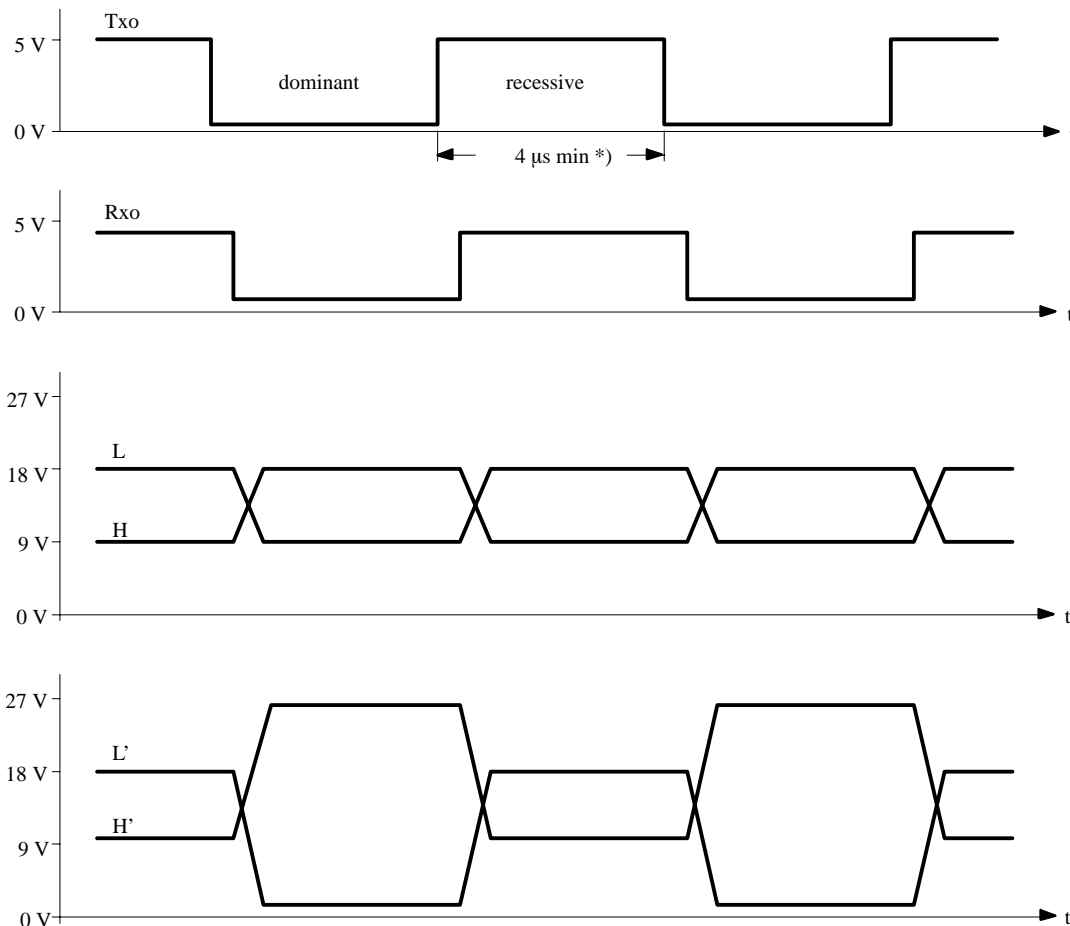 Txo
5 V
dominant
recessive
0 V
4 μs min *)
Rxo
5 V
0 V
t
27 V
L
18 V
H
9 V
0 V
t
27 V
L’
18 V
H’
9 V
0 V
t